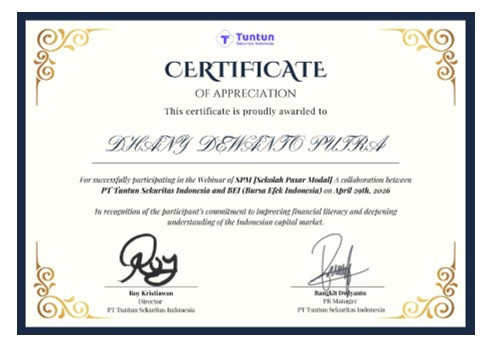 Tuntun
Sekuritas Indonesia
CERTIFICATE
OF APPRECIATION
This certificate is proudly awarded to
DHANY DEWANTO PUTRA
For successfully participating in the Webinar of SPM [Sekolah Pasar Modal] A collaboration between
PT Tuntun Sekuritas Indonesia and BEI (Bursa Efek Indonesia) on April 29th, 2026
In recognition of the participant's commitment to improving financial literacy and deepening
understanding of the Indonesian capital market.
Roy
Roy Kristiawan
Director
PT Tuntun Sekuritas Indonesia
Bangkit Dwiyanto
PR Manager
PT Tuntun Sekuritas Indonesia